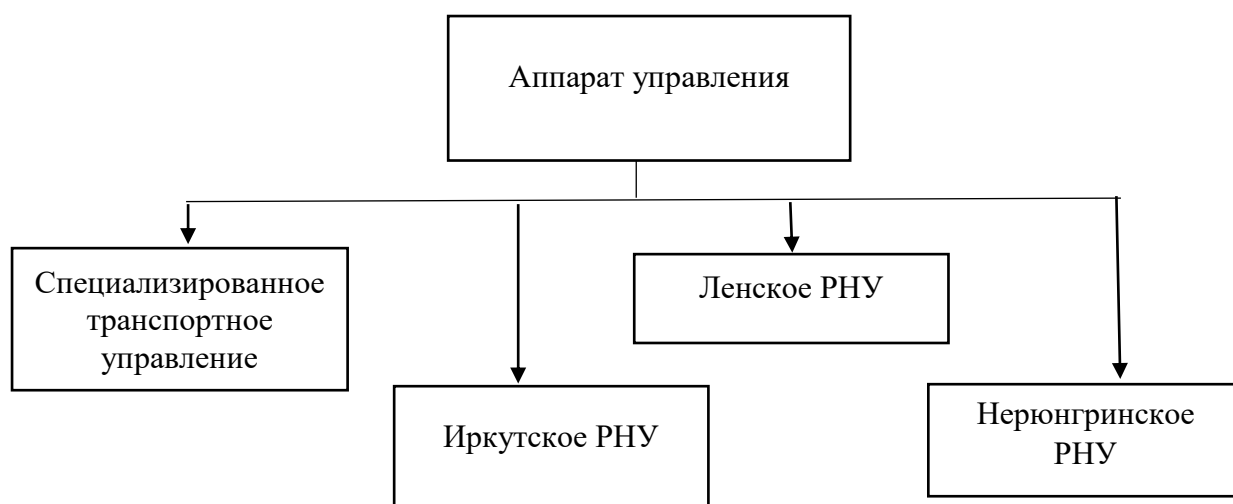 Аппарат управления
Специализированное
транспортное
управление
Ленское РНУ
Иркутское РНУ
Нерюнгринское
РНУ